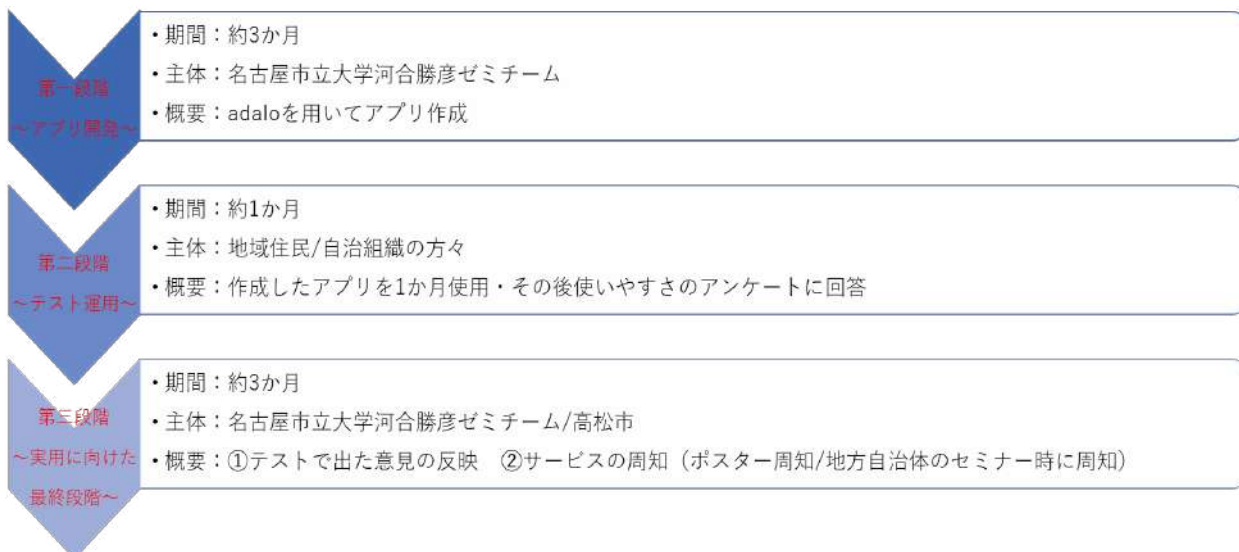 第一段階
～アプリ開発～
・期間：約3か月
・主体：名古屋市立大学河合勝彦ゼミチーム
・概要：adaloを用いてアプリ作成
第二段階
～テスト運用～
・期間：約1か月
・主体：地域住民/自治組織の方々
・概要：作成したアプリを1か月使用・その後使いやすさのアンケートに回答
第三段階
～実用に向けた
最終段階～
・期間：約3か月
・主体：名古屋市立大学河合勝彦ゼミチーム/高松市
・概要：①テストで出た意見の反映　②サービスの周知（ポスター周知/地方自治体のセミナー時に周知）